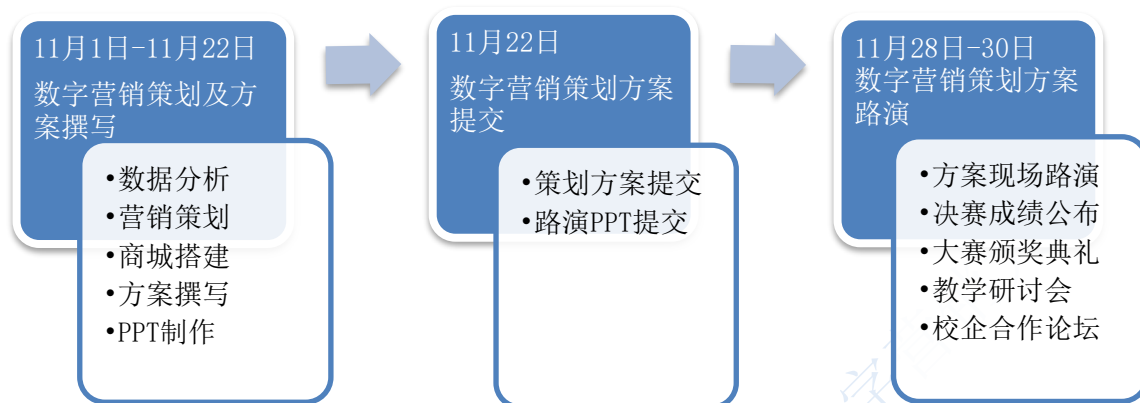 11月1日-11月22日
数字营销策划及方
案撰写
•数据分析
•营销策划
•商城搭建
•方案撰写
•PPT制作
11月22日
数字营销策划方案
提交
•策划方案提交
•路演PPT提交
11月28日-30日
数字营销策划方案
路演
•方案现场路演
•决赛成绩公布
•大赛颁奖典礼
•教学研讨会
•校企合作论坛